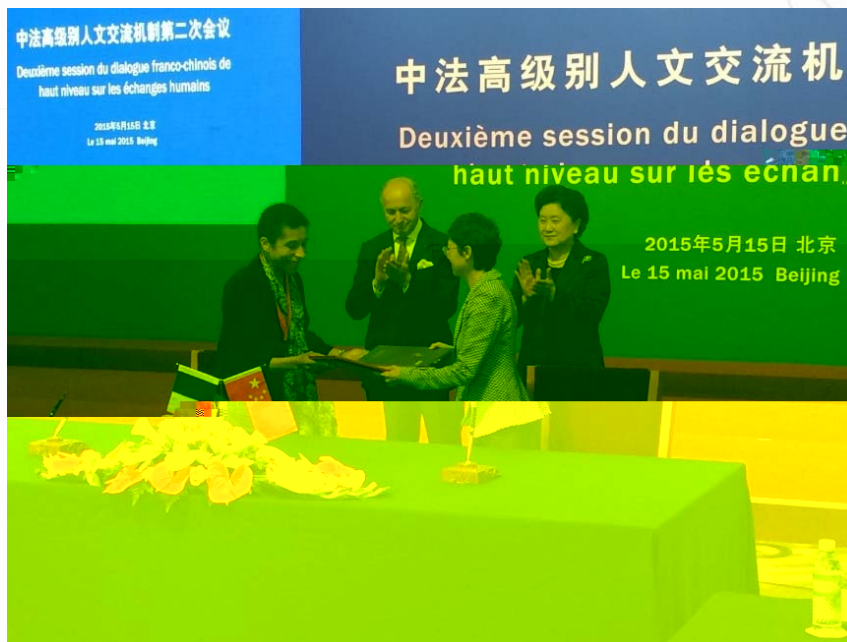 中法高级别人文交流机制第二次会议
Deuxième session du dialogue franco-chinois de
haut niveau sur les échanges humains
2015年5月15日 北京
Le 15 mai 2015 Beijing
中法高级别人文交流机
Deuxième session du dialogue
haut niveau sur les échan
2015年5月15日 北京
Le 15 mai 2015 Beijing